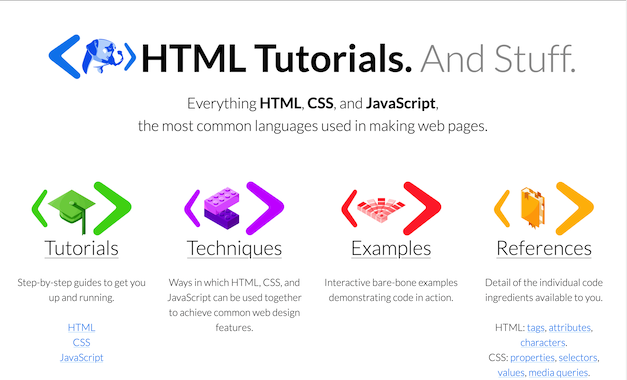 HTML Tutorials. And Stuff.
Everything HTML, CSS, and JavaScript,
the most common languages used in making web pages.
Tutorials
Step-by-step guides to get you
up and running.
HTML
CSS
JavaScript
Techniques
Ways in which HTML, CSS, and
JavaScript can be used together
to achieve common web design
features.
Examples
Interactive bare-bone examples
demonstrating code in action.
References
Detail of the individual code
ingredients available to you.
HTML: tags, attributes,
characters.
CSS: properties, selectors,
values, media queries.